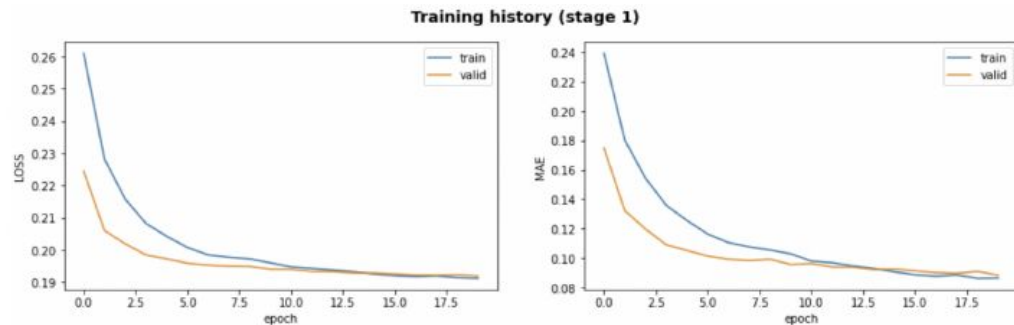 Training history (stage 1)
LOSS
0.26
0.25
0.24
0.23
0.22
0.21
0.20
0.19
0.0 2.5 5.0 7.5 10.0 12.5 15.0 17.5
epoch
train
valid
MAE
0.24
0.22
0.20
0.18
0.16
0.14
0.12
0.10
0.08
0.0 2.5 5.0 7.5 10.0 12.5 15.0 17.5
epoch
train
valid